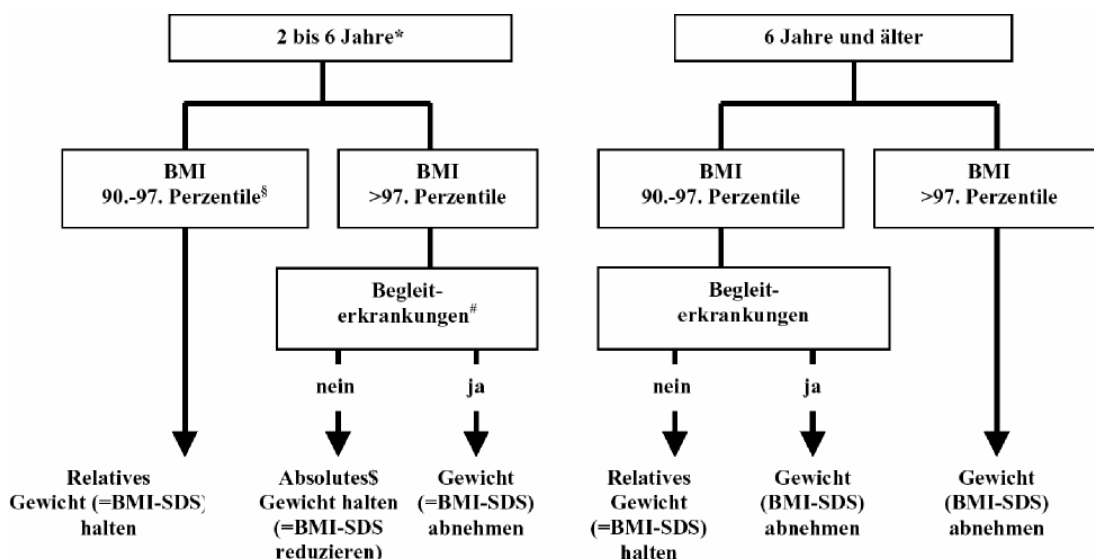 2 bis 6 Jahre*
6 Jahre und älter
BMI
90.-97. Perzentile§
BMI
>97. Perzentile
BMI
90.-97. Perzentile
BMI
>97. Perzentile
Begleit-
erkrankungen#
Begleit-
erkrankungen
nein
ja
nein
ja
Relatives
Gewicht (=BMI-SDS)
halten
Absolutes$
Gewicht halten
(=BMI-SDS
reduzieren)
Gewicht
(=BMI-SDS)
abnehmen
Relatives
Gewicht
(=BMI-SDS)
halten
Gewicht
(BMI-SDS)
abnehmen
Gewicht
(BMI-SDS)
abnehmen